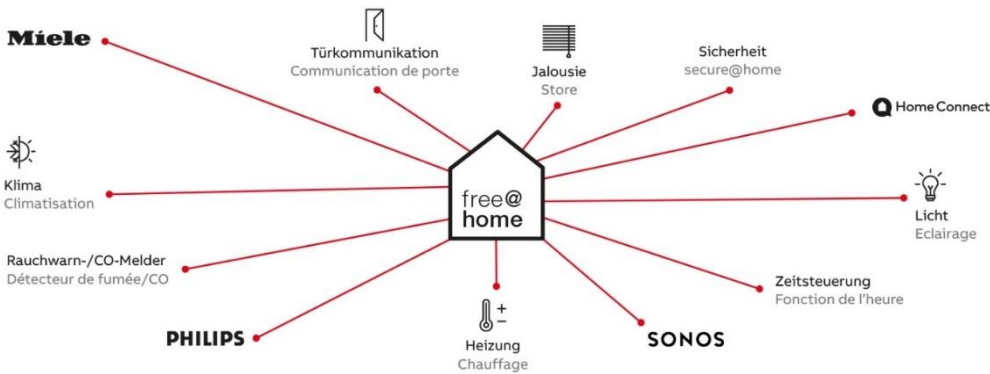 Miele
Türkommunikation
Communication de porte
Jalousie
Store
Sicherheit
secure@home
Home Connect
Klima
Climatisation
free@
home
Licht
Eclairage
Rauchwarn-/CO-Melder
Détecteur de fumée/CO
Zeitsteuerung
Fonction de l'heure
PHILIPS
Heizung
Chauffage
SONOS